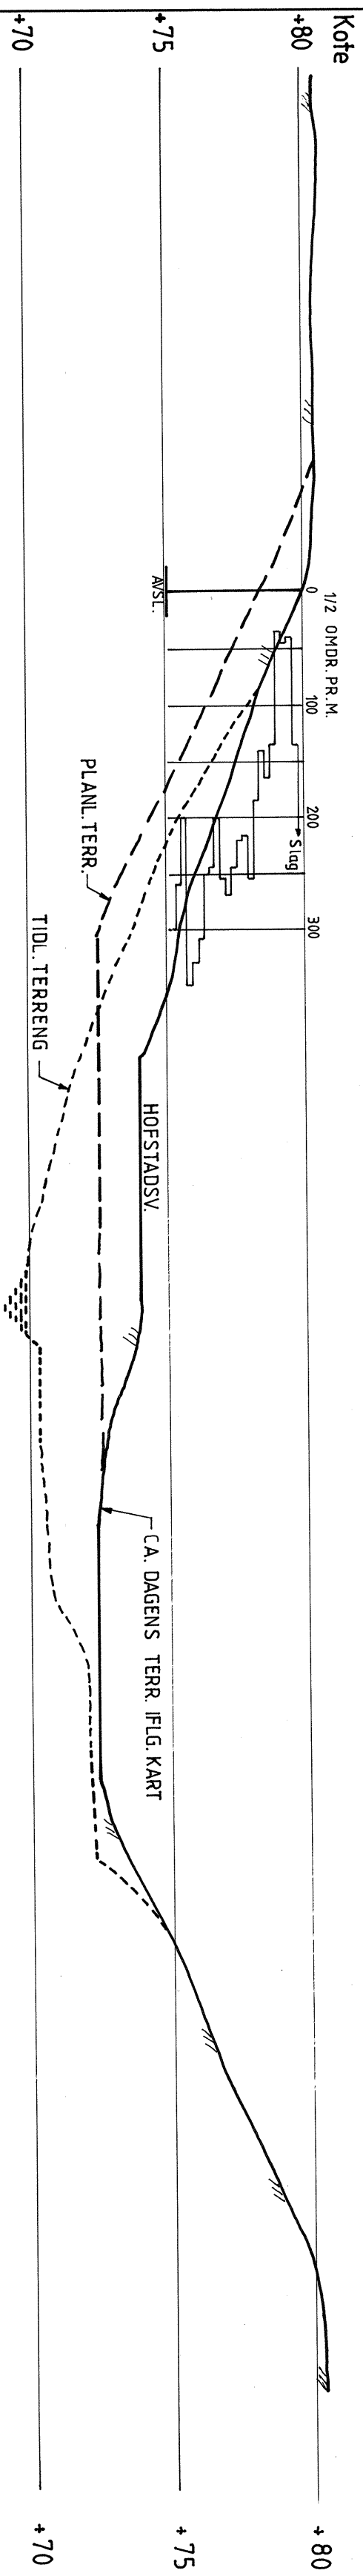 Kote
+80
+75
+70
1/2 OMDR. PR. M.
0
100
200
300
Slag
AVSL.
PLANL. TERR.
TIDL. TERRENG
HOFSTADSV.
CA. DAGENS TERR. IFLG. KART
+80
+75
+70